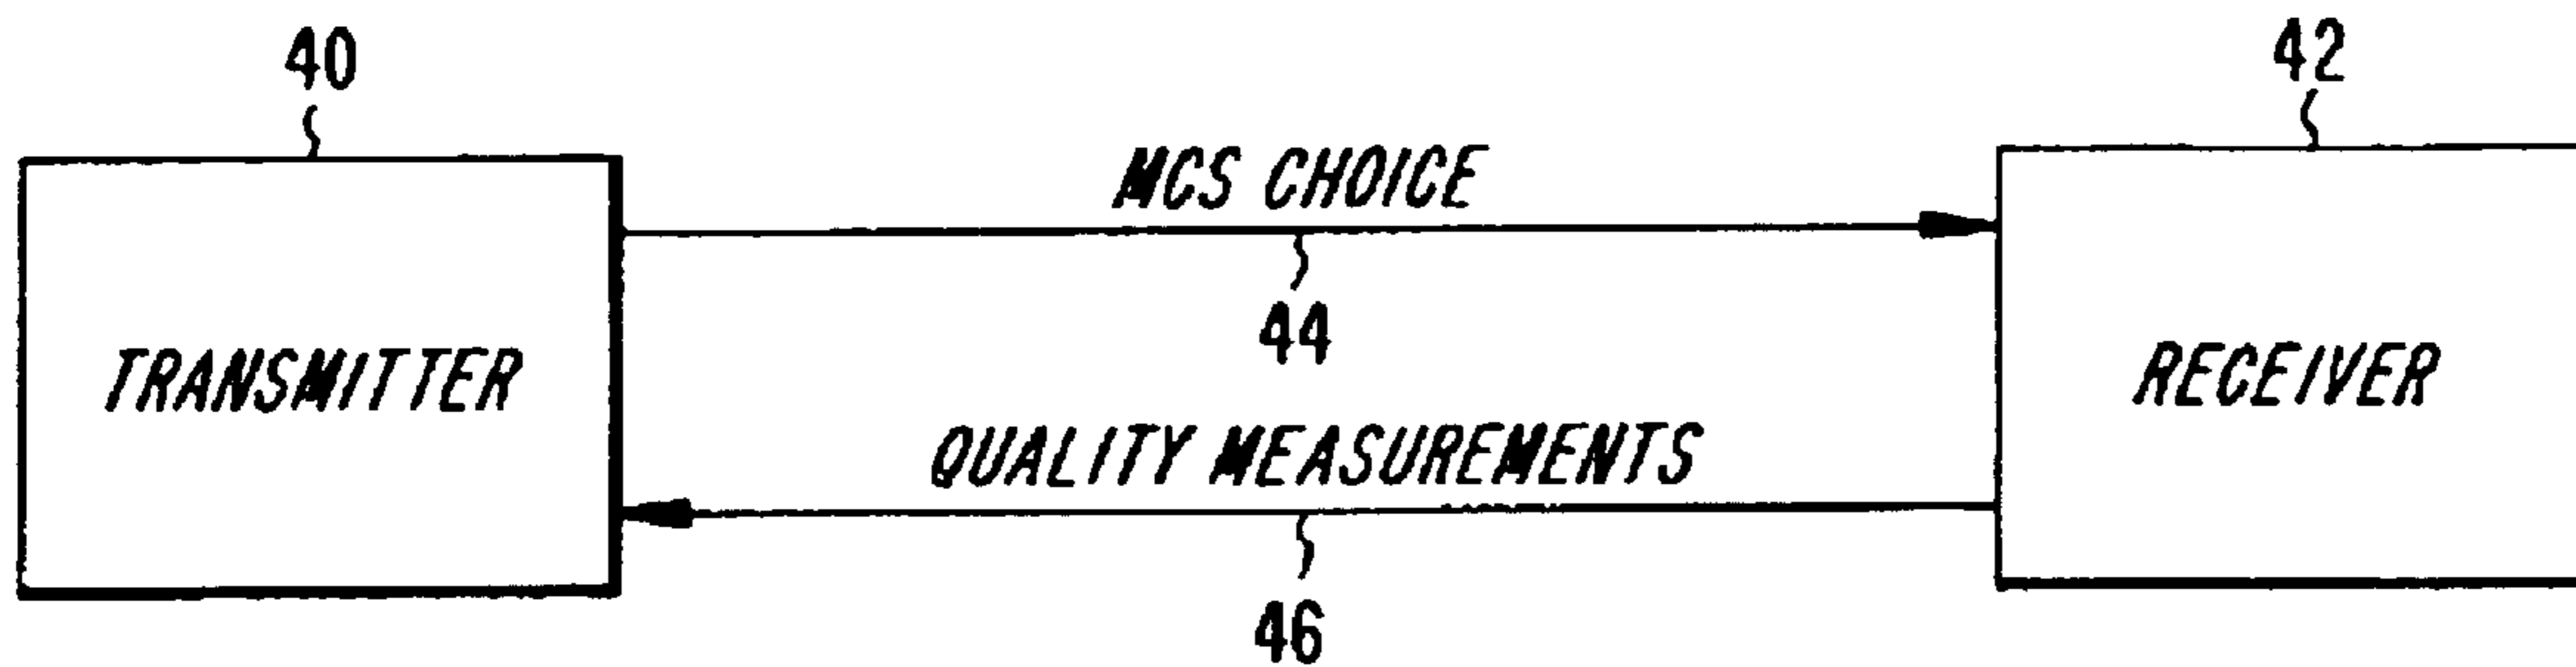 40
42
MCS CHOICE
44
TRANSMITTER
RECEIVER
QUALITY MEASUREMENTS
46